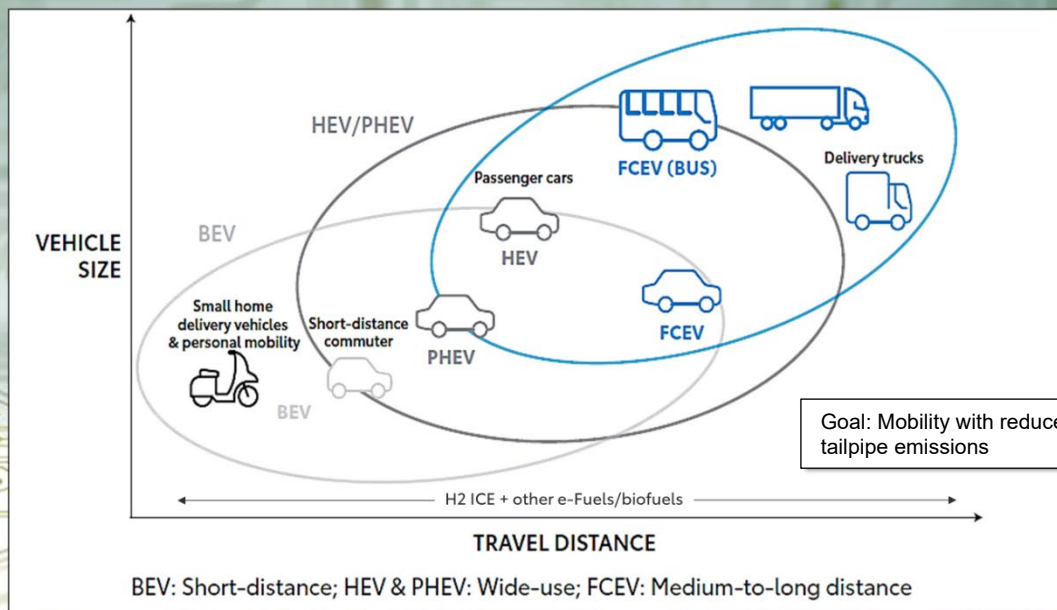 HEV/PHEV
FCEV (BUS)
Delivery trucks
Passenger cars
BEV
HEV
VEHICLE
SIZE
Small home
delivery vehicles
& personal mobility
Short-distance
commuter
PHEV
FCEV
BEV
Goal: Mobility with reduce
tailpipe emissions
H2 ICE + other e-Fuels/biofuels
TRAVEL DISTANCE
BEV: Short-distance; HEV & PHEV: Wide-use; FCEV: Medium-to-long distance